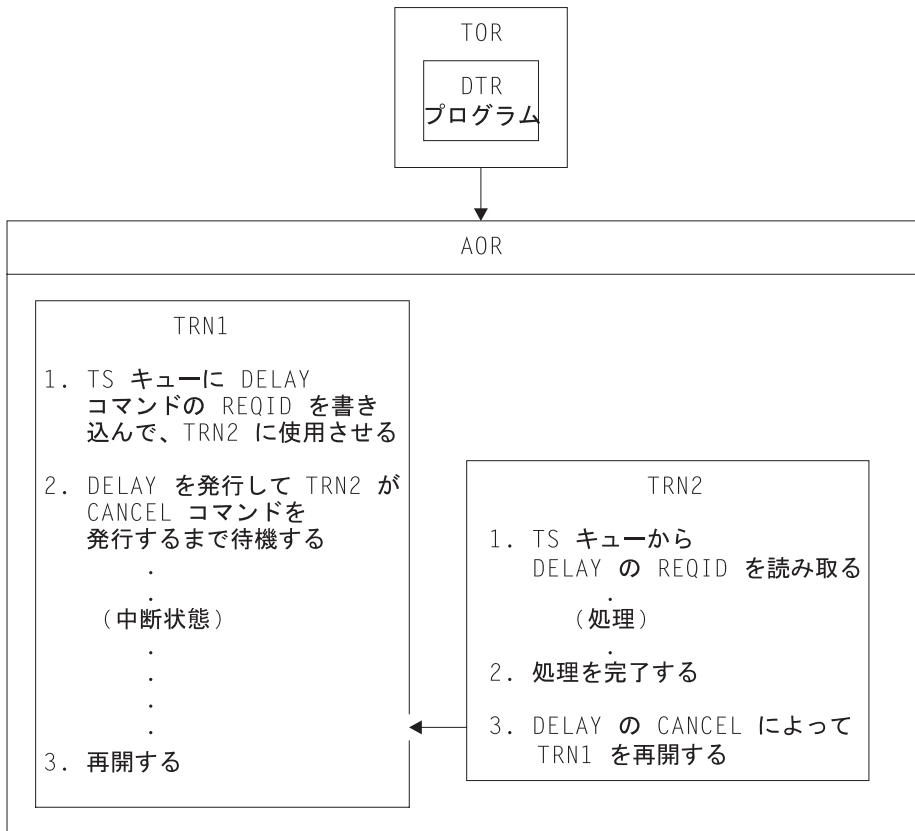 TOR
DTR
プログラム
AOR
TRN1
1. TS キューに DELAY
コマンドの REQID を書き
込んで、TRN2 に使用させる
2. DELAY を発行して TRN2 が
CANCEL コマンドを
発行するまで待機する
.
.
(中断状態)
.
.
.
.
3. 再開する
TRN2
1. TS キューから
DELAY の REQID を読み取る
.
(処理)
.
2. 処理を完了する
3. DELAY の CANCEL によって
TRN1 を再開する